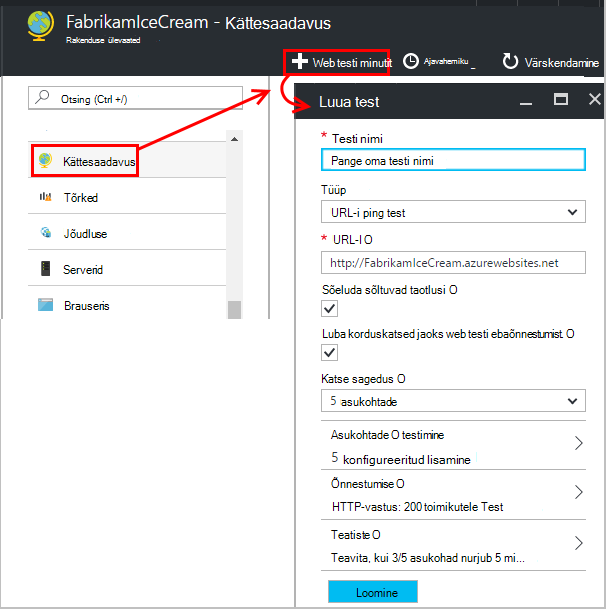 FabrikamIceCream - Kättesaadavus
Rakenduse ülevaated
Web testi minutit
Ajavahemiku _
Värskendamine
Otsing (Ctrl +/)
Kättesaadavus
Tõrked
Jõudluse
Serverid
Brauseris
Luua test
* Testi nimi
Pange oma testi nimi
Tüüp
URL-i ping test
* URL-I O
http://FabrikamIceCream.azurewebsites.net
Sõeluda sõltuvad taotlusi O
Luba korduskatsed jaoks web testi ebaõnnestumist. O
Katse sagedus O
5 asukohtade
Asukohtade O testimine
5 konfigureeritud lisamine
Õnnestumise O
HTTP-vastus: 200 toimikutele Test
Teatiste O
Teavita, kui 3/5 asukohad nurjub 5 mi...
Loomine